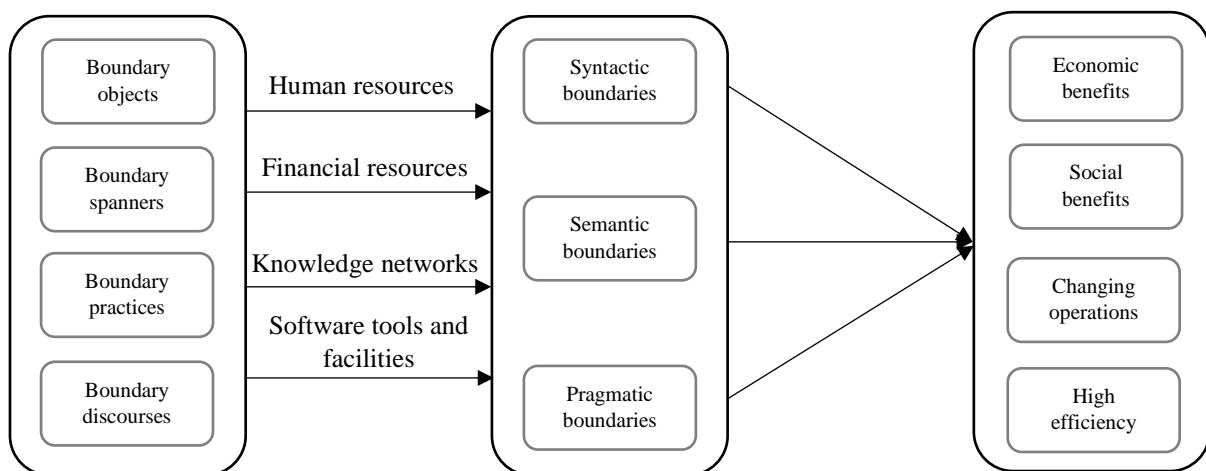 Boundary
objects
Boundary
spanners
Boundary
practices
Boundary
discourses
Human resources
Financial resources
Knowledge networks
Software tools and
facilities
Syntactic
boundaries
Semantic
boundaries
Pragmatic
boundaries
Economic
benefits
Social
benefits
Changing
operations
High
efficiency